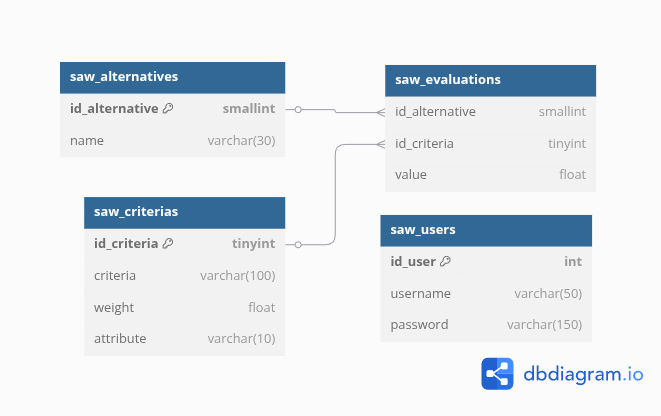 saw_alternatives
id_alternative smallint
name varchar(30)
saw_evaluations
id_alternative smallint
id_criteria tinyint
value float
saw_criterias
id_criteria tinyint
criteria varchar(100)
weight float
attribute varchar(10)
saw_users
id_user int
username varchar(50)
password varchar(150)
dbdiagram.io